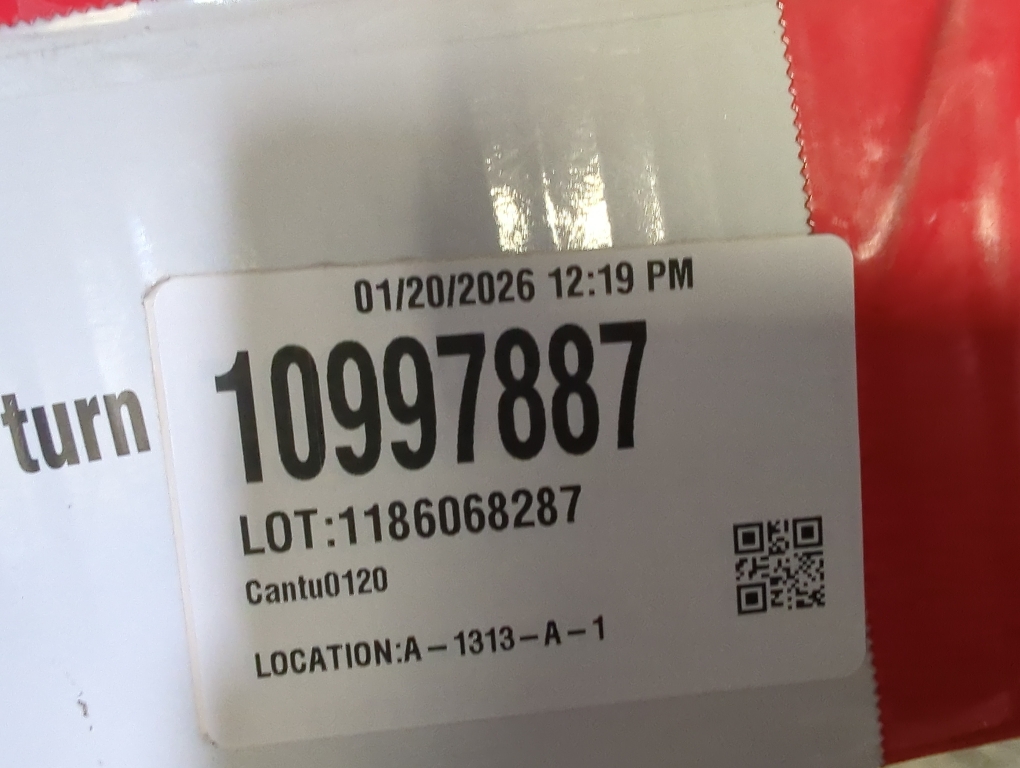 01/20/2026 12:19 PM
10997887
turn
LOT:1186068287
Cantu0120
LOCATION:A-1313-A-1